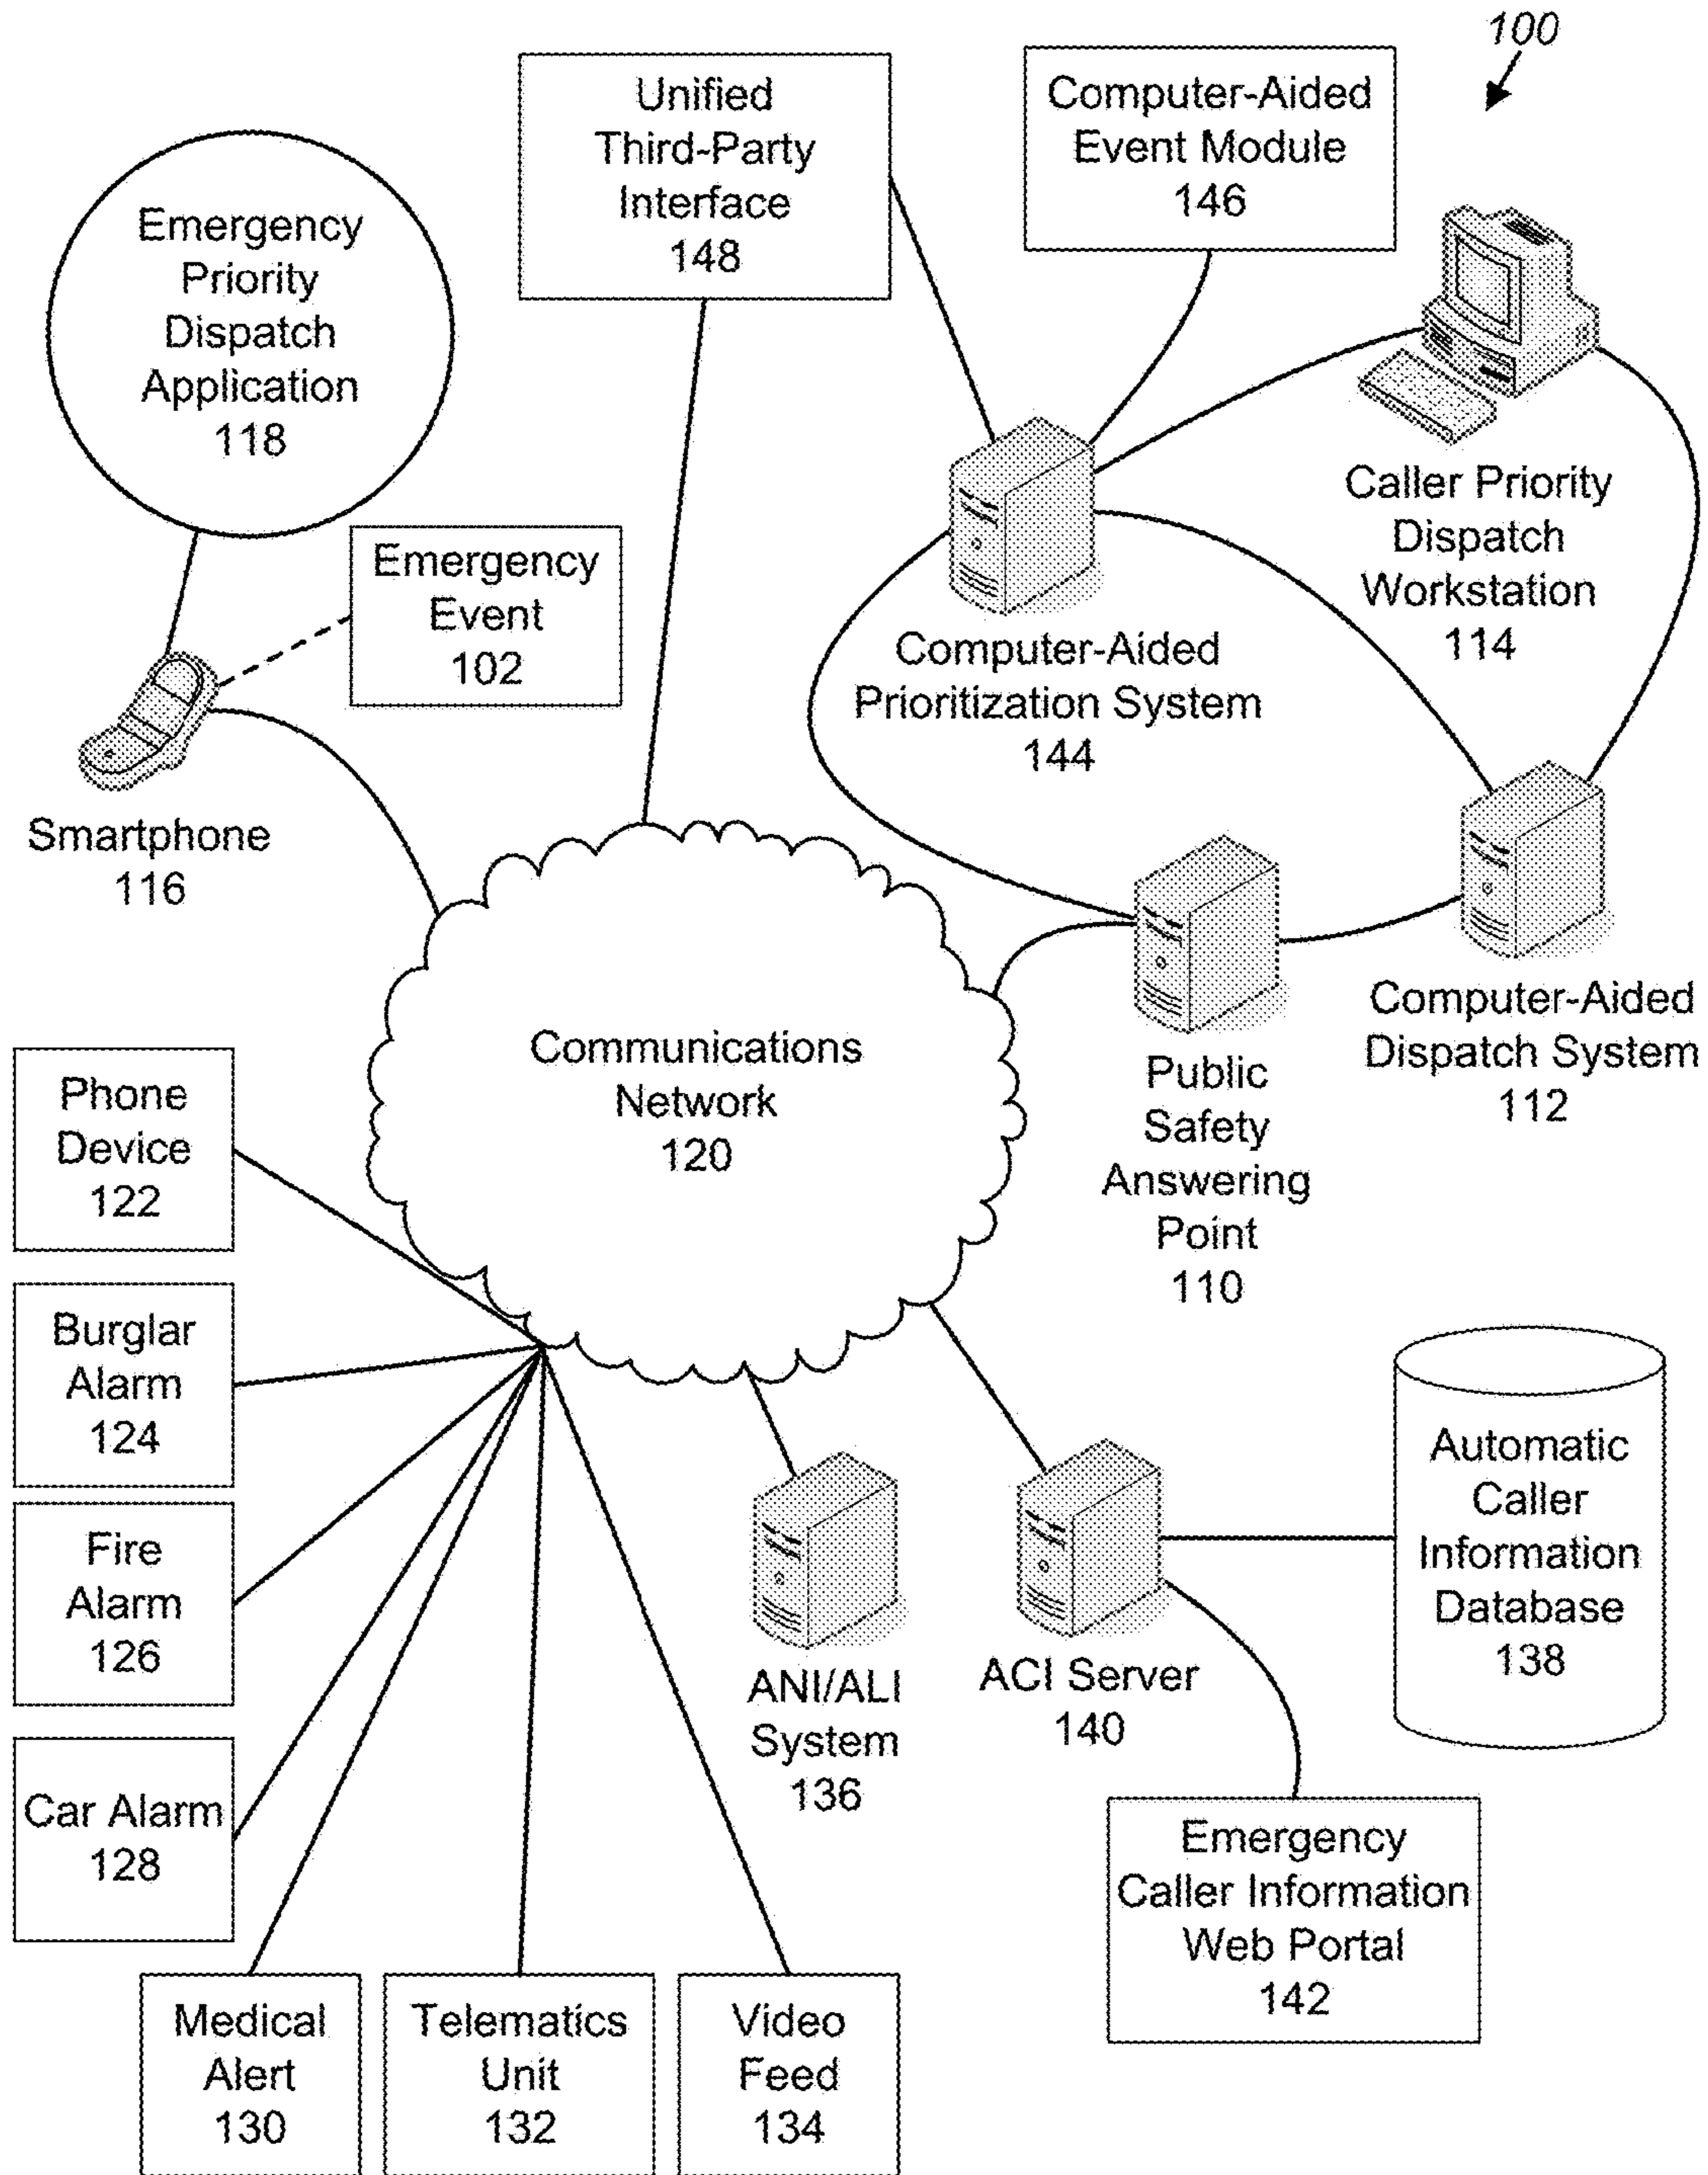 100
Unified
Third-Party
Interface
148
Computer-Aided
Event Module
146
Emergency
Priority
Dispatch
Application
118
Emergency
Event
102
Caller Priority
Dispatch
Workstation
114
Computer-Aided
Prioritization System
144
Smartphone
116
Communications
Network
120
Computer-Aided
Dispatch System
112
Public
Safety
Answering
Point
110
Phone
Device
122
Burglar
Alarm
124
Fire
Alarm
126
Car Alarm
128
Medical
Alert
130
Telematics
Unit
132
Video
Feed
134
ANI/ALI
System
136
ACI Server
140
Automatic
Caller
Information
Database
138
Emergency
Caller Information
Web Portal
142